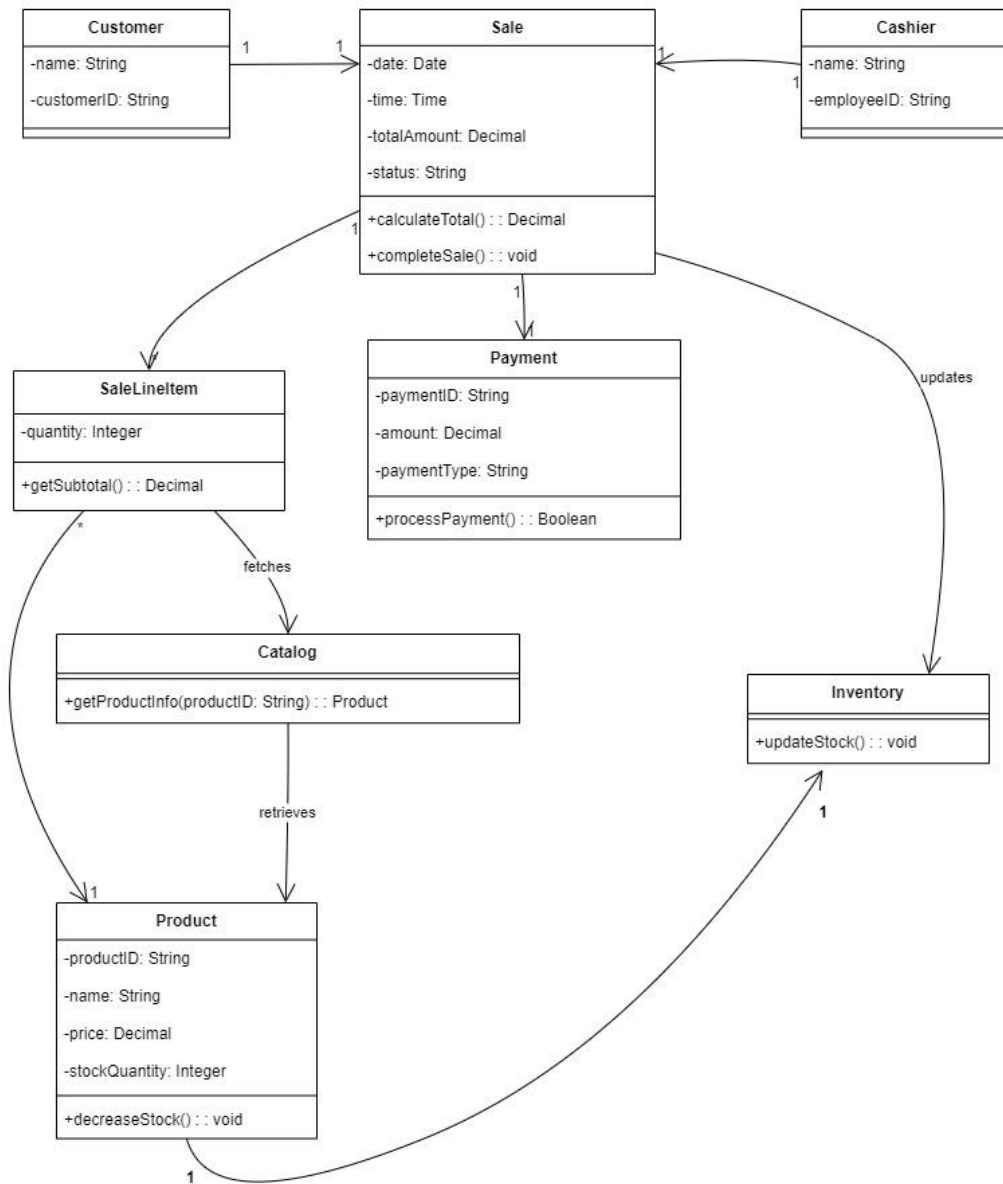 Customer
-name: String
-customerID: String
1
1
Sale
-date: Date
-time: Time
-totalAmount: Decimal
-status: String
+calculateTotal() : : Decimal
+completeSale() : : void
Cashier
-name: String
-employeeID: String
1
1
1
*
1
1
updates
SaleLineItem
-quantity: Integer
+getSubtotal() : : Decimal
Payment
-paymentID: String
-amount: Decimal
-paymentType: String
+processPayment() : : Boolean
*
fetches
Catalog
+getProductInfo(productID: String) : : Product
Inventory
+updateStock() : : void
retrieves
1
1
Product
-productID: String
-name: String
-price: Decimal
-stockQuantity: Integer
+decreaseStock() : : void
1